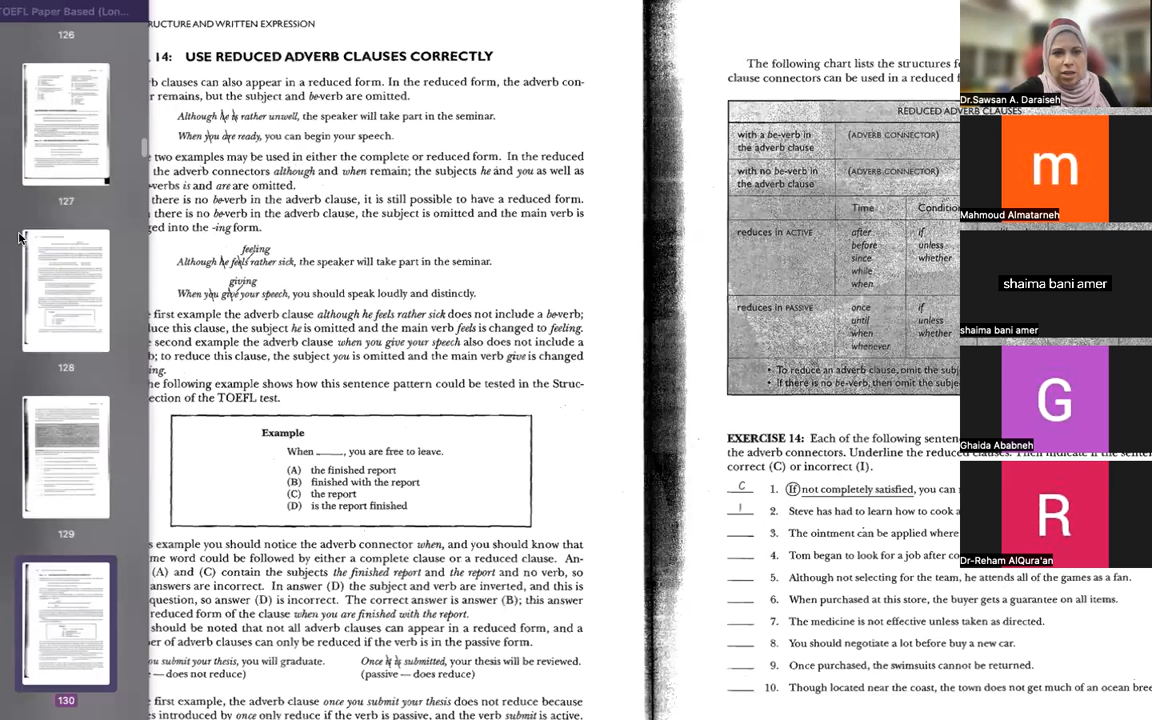 TOEFL Paper Based (Lon...
126
127
128
129
130
RUCTURE AND WRITTEN EXPRESSION
14: USE REDUCED ADVERB CLAUSES CORRECTLY
rb clauses can also appear in a reduced form. In the reduced form, the adverb con-
r remains, but the subject and be-verb are omitted.
Although he is rather unwell, the speaker will take part in the seminar.
When you are ready, you can begin your speech.
two examples may be used in either the complete or reduced form. In the reduced
the adverb connectors although and when remain; the subjects he and you as well as
verbs is and are are omitted.
there is no be-verb in the adverb clause, it is still possible to have a reduced form.
there is no be-verb in the adverb clause, the subject is omitted and the main verb is
ged into the -ing form.
feeling
Although he feels rather sick, the speaker will take part in the seminar.
giving
When you give your speech, you should speak loudly and distinctly.
first example the adverb clause although he feels rather sick does not include a be-verb;
luce this clause, the subject he is omitted and the main verb feels is changed to feeling.
second example the adverb clause when you give your speech also does not include a
b; to reduce this clause, the subject you is omitted and the main verb give is changed
ing.
he following example shows how this sentence pattern could be tested in the Struc-
ection of the TOEFL test.
Example
When ____, you are free to leave.
(A) the finished report
(B) finished with the report
(C) the report
(D) is the report finished
s example you should notice the adverb connector when, and you should know that
me word could be followed by either a complete clause or a reduced clause. An-
(A) and (C) contain the subjects the finished report and the report and no verb, so
answers are incorrect. In answer (D) the subject and verb are inverted, and this is
question, so answer (D) is incorrect. The correct answer is answer (B); this answer
reduced form of the clause when you are finished with the report.
should be noted that not all adverb clauses can appear in a reduced form, and a
er of adverb clauses can only be reduced if the verb is in the passive form.
ou submit your thesis, you will graduate.
— does not reduce)
Once it is submitted, your thesis will be reviewed.
(passive — does reduce)
first example, the adverb clause once you submit your thesis does not reduce because
s introduced by once only reduce if the verb is passive, and the verb submit is active.
The following chart lists the structures f
clause connectors can be used in a reduced f
REDUCED ADVERB CLAUSES
with a be-verb in
the adverb clause
(ADVERB CONNECTOR)
with no be-verb in
the adverb clause
(ADVERB CONNECTOR)
Time
Conditio
reduces in ACTIVE
after
before
since
while
when
if
unless
whether
reduces in PASSIVE
once
until
when
whenever
if
unless
whether
• To reduce an adverb clause, omit the subj
• If there is no be-verb, then omit the subje
EXERCISE 14: Each of the following senten
the adverb connectors. Underline the reduced clauses. Then indicate if the sentences
correct (C) or incorrect (I).
C 1. If not completely satisfied, you can
I 2. Steve has had to learn how to cook a
____ 3. The ointment can be applied where
____ 4. Tom began to look for a job after co
____ 5. Although not selecting for the team, he attends all of the games as a fan.
____ 6. When purchased at this store, the buyer gets a guarantee on all items.
____ 7. The medicine is not effective unless taken as directed.
____ 8. You should negotiate a lot before buy a new car.
____ 9. Once purchased, the swimsuits cannot be returned.
____ 10. Though located near the coast, the town does not get much of an ocean bree
Dr.Sawsan A. Daraiseh
m
Mahmoud Almatarneh
shaima bani amer
shaima bani amer
G
Ghaida Ababneh
R
Dr-Reham AlQura'an